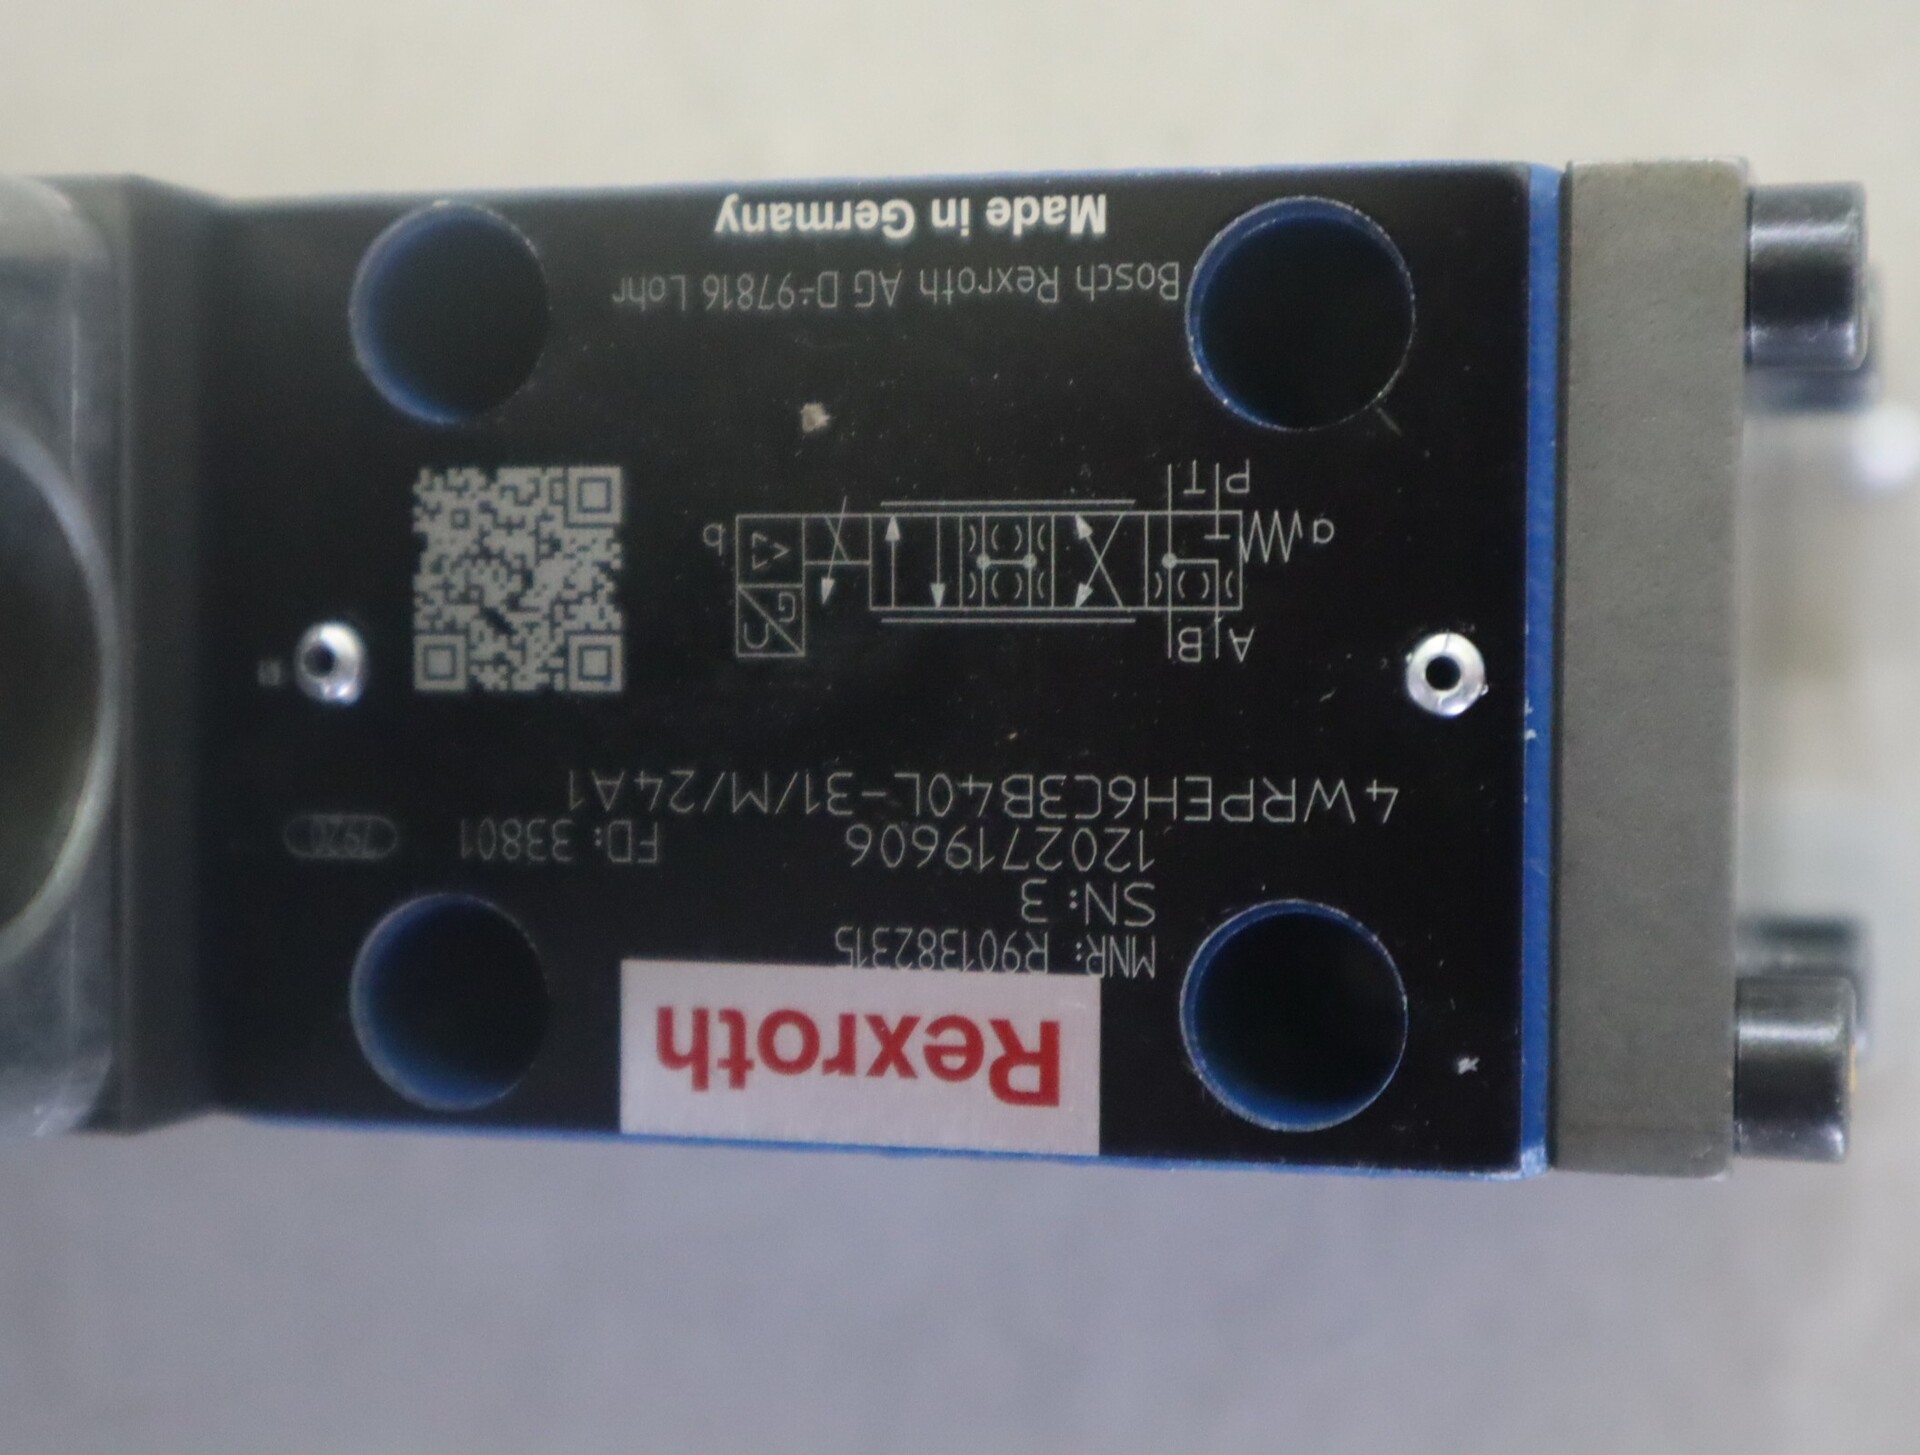 Rexroth
MNR: R901382315
SN: 3
1202719606
FD: 33801
7920
4WRPEH6C3B40L-31/M/24A1
A B
a
G
U
b
P T
Bosch Rexroth AG D-97816 Lohr
Made in Germany